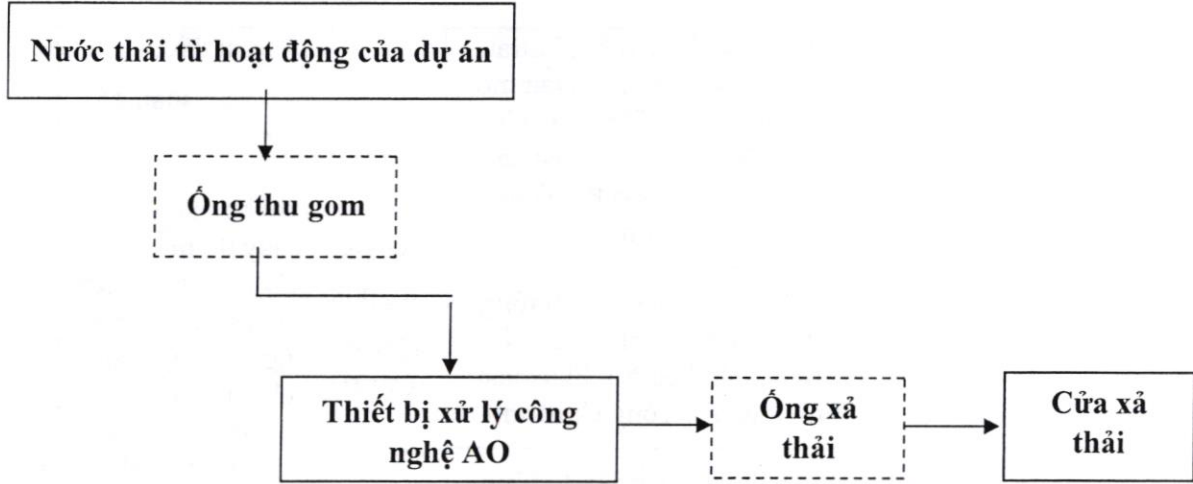 Nước thải từ hoạt động của dự án
Ống thu gom
Thiết bị xử lý công
nghệ AO
Ống xả
thải
Cửa xả
thải